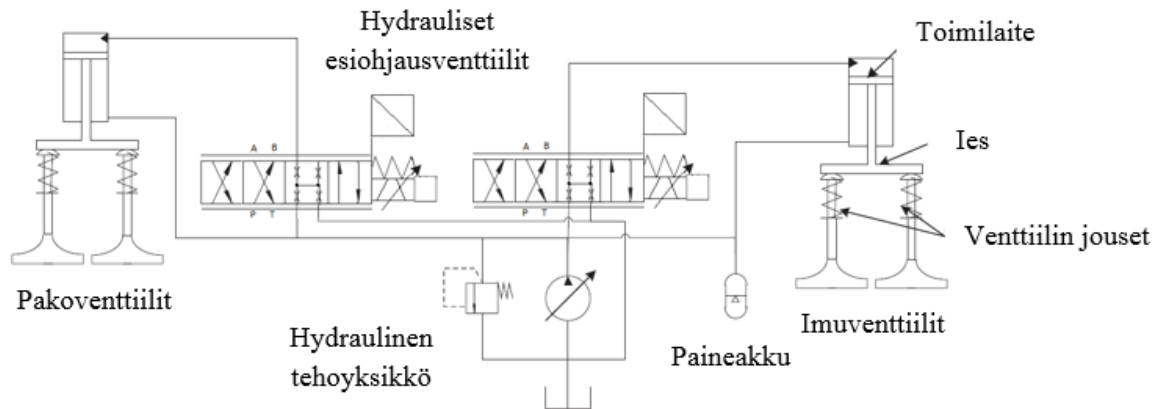 Hydrauliset
esiohjausventtiilit
Toimilaite
Ies
Venttiilin jouset
A B
P T
A B
P T
Pakoventtiilit
Hydraulinen
tehoyksikkö
Paineakku
Imuventtiilit